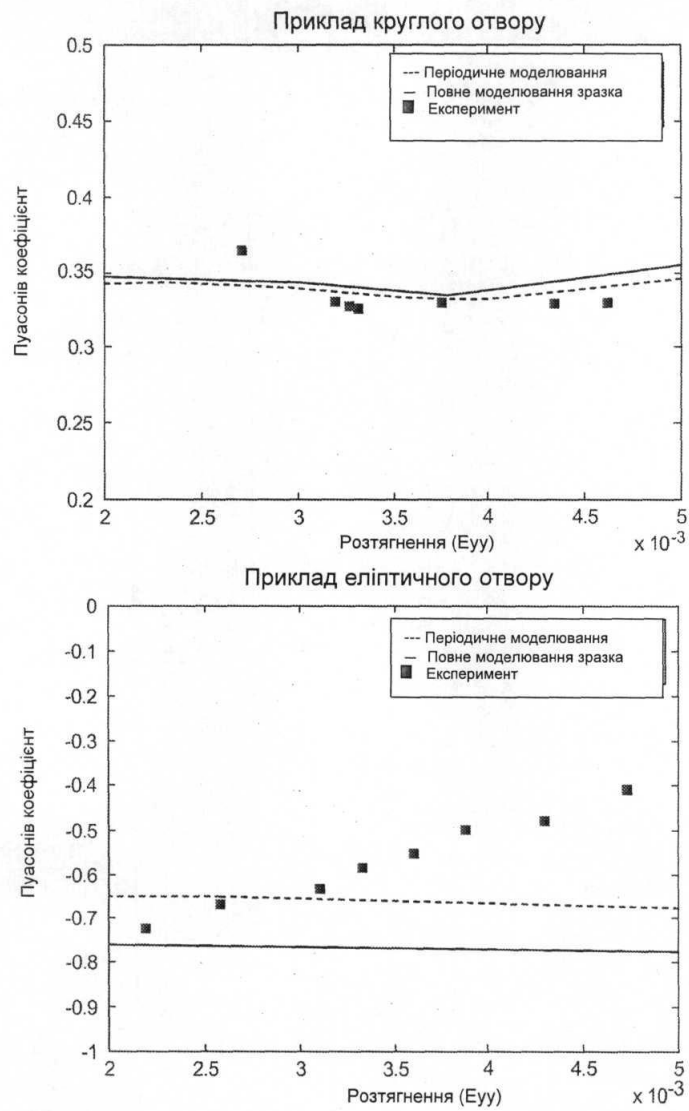 Приклад круглого отвору
0.5
0.45
0.4
0.35
0.3
0.25
0.2
Пуасонів коефіцієнт
--- Періодичне моделювання
— Повне моделювання зразка
Експеримент
2 2.5 3 3.5 4 4.5 5
Розтягнення (Eyy)
x 10-3
Приклад еліптичного отвору
0
-0.1
-0.2
-0.3
-0.4
-0.5
-0.6
-0.7
-0.8
-1
Пуасонів коефіцієнт
--- Періодичне моделювання
— Повне моделювання зразка
Експеримент
2 2.5 3 3.5 4 4.5 5
Розтягнення (Eyy)
x 10-3